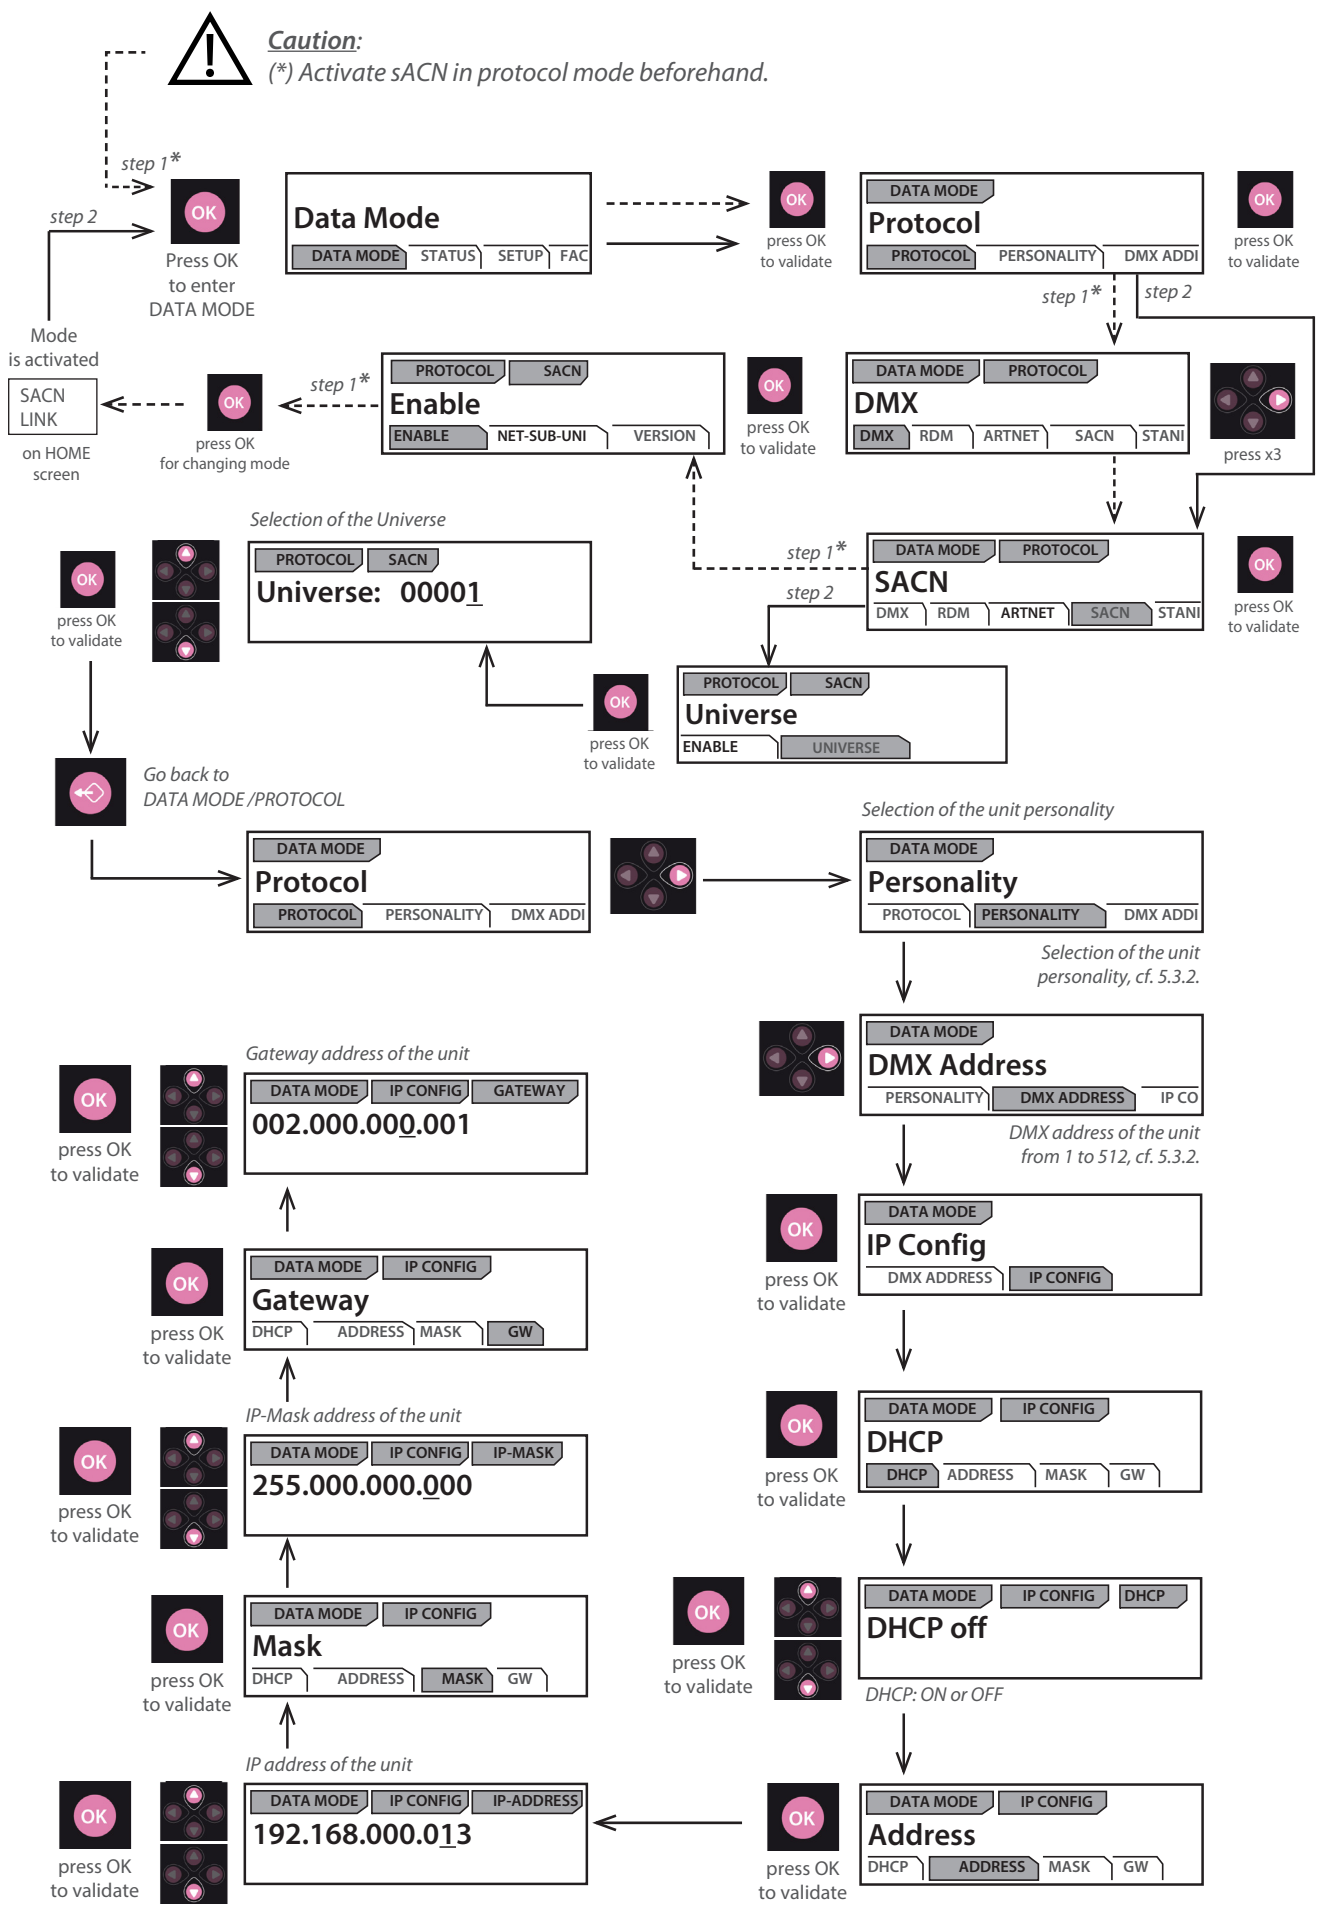 Caution:
(*) Activate sACN in protocol mode beforehand.
step 1*
step 2
OK
Press OK
to enter
DATA MODE
Data Mode
DATA MODE STATUS SETUP FAC
OK
press OK
to validate
DATA MODE
Protocol
PROTOCOL PERSONALITY DMX ADDI
OK
press OK
to validate
step 1*
step 2
Mode
is activated
SACN
LINK
on HOME
screen
OK
press OK
for changing mode
step 1*
PROTOCOL SACN
Enable
ENABLE NET-SUB-UNI VERSION
OK
press OK
to validate
DATA MODE PROTOCOL
DMX
DMX RDM ARTNET SACN STANI
press x3
Selection of the Universe
OK
press OK
to validate
PROTOCOL SACN
Universe: 00001
step 1*
step 2
DATA MODE PROTOCOL
SACN
DMX RDM ARTNET SACN STANI
OK
press OK
to validate
OK
press OK
to validate
PROTOCOL SACN
Universe
ENABLE UNIVERSE
Go back to
DATA MODE /PROTOCOL
DATA MODE
Protocol
PROTOCOL PERSONALITY DMX ADDI
Selection of the unit personality
DATA MODE
Personality
PROTOCOL PERSONALITY DMX ADDI
Selection of the unit
personality, cf. 5.3.2.
DATA MODE
DMX Address
PERSONALITY DMX ADDRESS IP CO
DMX address of the unit
from 1 to 512, cf. 5.3.2.
OK
press OK
to validate
DATA MODE
IP Config
DMX ADDRESS IP CONFIG
OK
press OK
to validate
DATA MODE IP CONFIG
DHCP
DHCP ADDRESS MASK GW
OK
press OK
to validate
DATA MODE IP CONFIG DHCP
DHCP off
DHCP: ON or OFF
OK
press OK
to validate
DATA MODE IP CONFIG
Address
DHCP ADDRESS MASK GW
IP address of the unit
OK
press OK
to validate
DATA MODE IP CONFIG IP-ADDRESS
192.168.000.013
OK
press OK
to validate
DATA MODE IP CONFIG
Mask
DHCP ADDRESS MASK GW
IP-Mask address of the unit
OK
press OK
to validate
DATA MODE IP CONFIG IP-MASK
255.000.000.000
OK
press OK
to validate
DATA MODE IP CONFIG
Gateway
DHCP ADDRESS MASK GW
Gateway address of the unit
OK
press OK
to validate
DATA MODE IP CONFIG GATEWAY
002.000.000.001